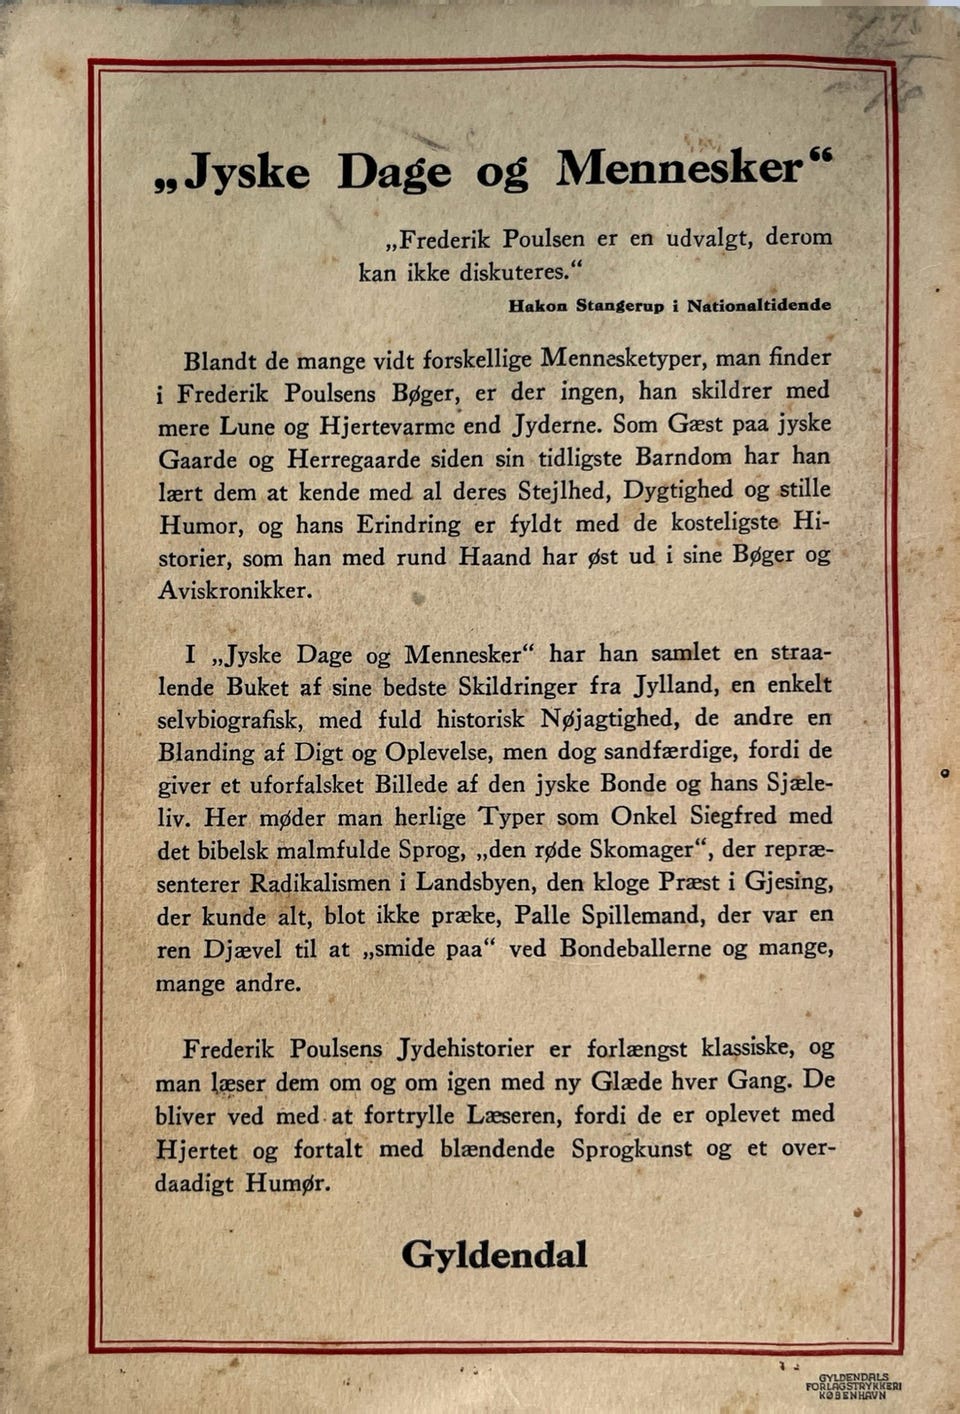 „Jyske Dage og Mennesker“
„Frederik Poulsen er en udvalgt, derom
kan ikke diskuteres.“
Hakon Stangerup i Nationaltidende
Blandt de mange vidt forskellige Mennesketyper, man finder
i Frederik Poulsens Bøger, er der ingen, han skildrer med
mere Lune og Hjertevarme end Jyderne. Som Gæst paa jyske
Gaarde og Herregaarde siden sin tidligste Barndom har han
lært dem at kende med al deres Stejlhed, Dygtighed og stille
Humor, og hans Erindring er fyldt med de kosteligste Hi-
storier, som han med rund Haand har øst ud i sine Bøger og
Aviskronikker.
I „Jyske Dage og Mennesker“ har han samlet en straa-
lende Buket af sine bedste Skildringer fra Jylland, en enkelt
selvbiografisk, med fuld historisk Nøjagtighed, de andre en
Blanding af Digt og Oplevelse, men dog sandfærdige, fordi de
giver et uforfalsket Billede af den jyske Bonde og hans Sjæle-
liv. Her møder man herlige Typer som Onkel Siegfred med
det bibelsk malmfulde Sprog, „den røde Skomager“, der repræ-
senterer Radikalismen i Landsbyen, den kloge Præst i Gjesing,
der kunde alt, blot ikke præke, Palle Spillemand, der var en
ren Djævel til at „smide paa“ ved Bondeballerne og mange,
mange andre.
Frederik Poulsens Jydehistorier er forlængst klassiske, og
man læser dem om og om igen med ny Glæde hver Gang. De
bliver ved med at fortrylle Læseren, fordi de er oplevet med
Hjertet og fortalt med blændende Sprogkunst og et over-
daadigt Humør.
Gyldendal
GYLDENDALS
FORLAGSTRYKKERI
KØBENHAVN